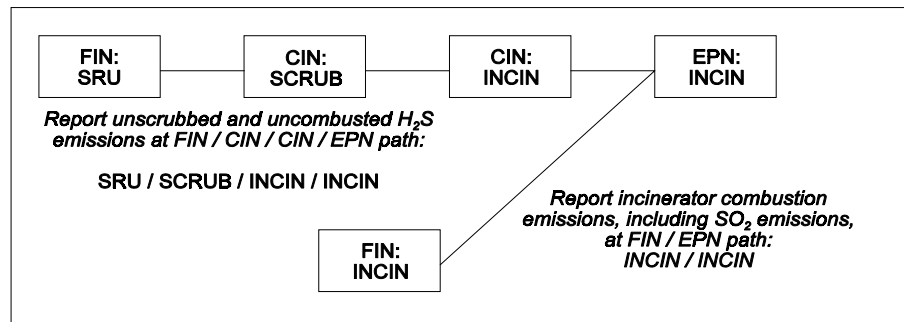 FIN:
SRU
CIN:
SCRUB
CIN:
INCIN
EPN:
INCIN
Report unscrubbed and uncombusted H₂S
emissions at FIN / CIN / CIN / EPN path:
SRU / SCRUB / INCIN / INCIN
FIN:
INCIN
Report incinerator combustion
emissions, including SO₂ emissions,
at FIN / EPN path:
INCIN / INCIN